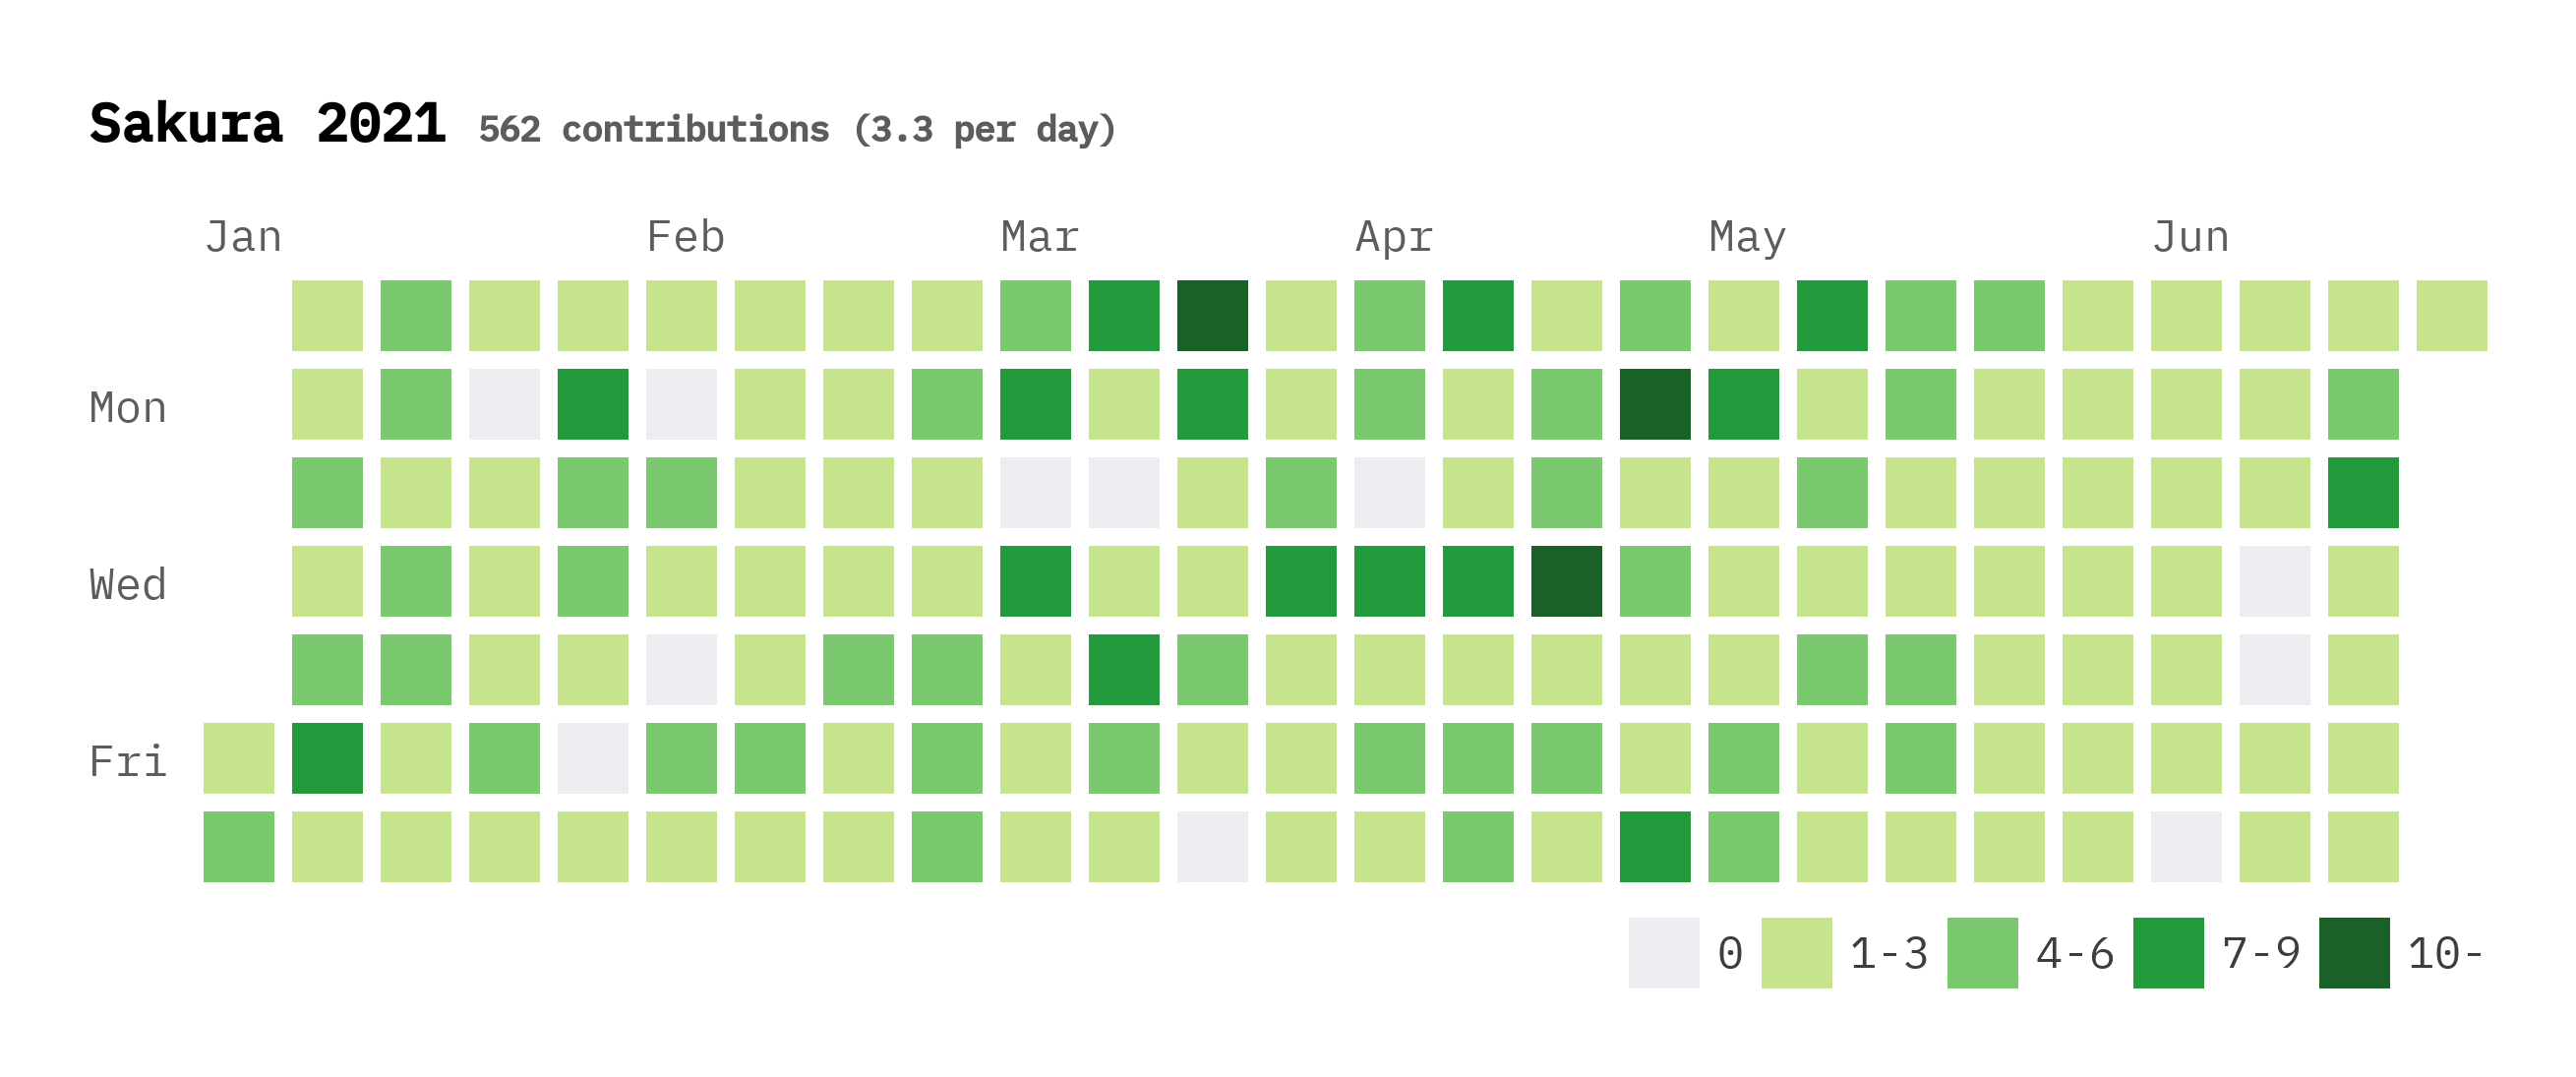 Sakura 2021 562 contributions (3.3 per day)
Jan Feb Mar Apr May Jun
Mon
Wed
Fri
0 1-3 4-6 7-9 10-